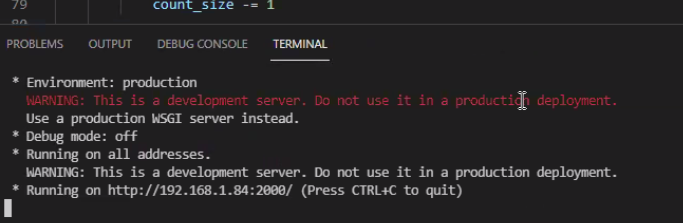 79 count_size -= 1
PROBLEMS OUTPUT DEBUG CONSOLE TERMINAL
* Environment: production
WARNING: This is a development server. Do not use it in a production deployment.
Use a production WSGI server instead.
* Debug mode: off
* Running on all addresses.
WARNING: This is a development server. Do not use it in a production deployment.
* Running on http://192.168.1.84:2000/ (Press CTRL+C to quit)